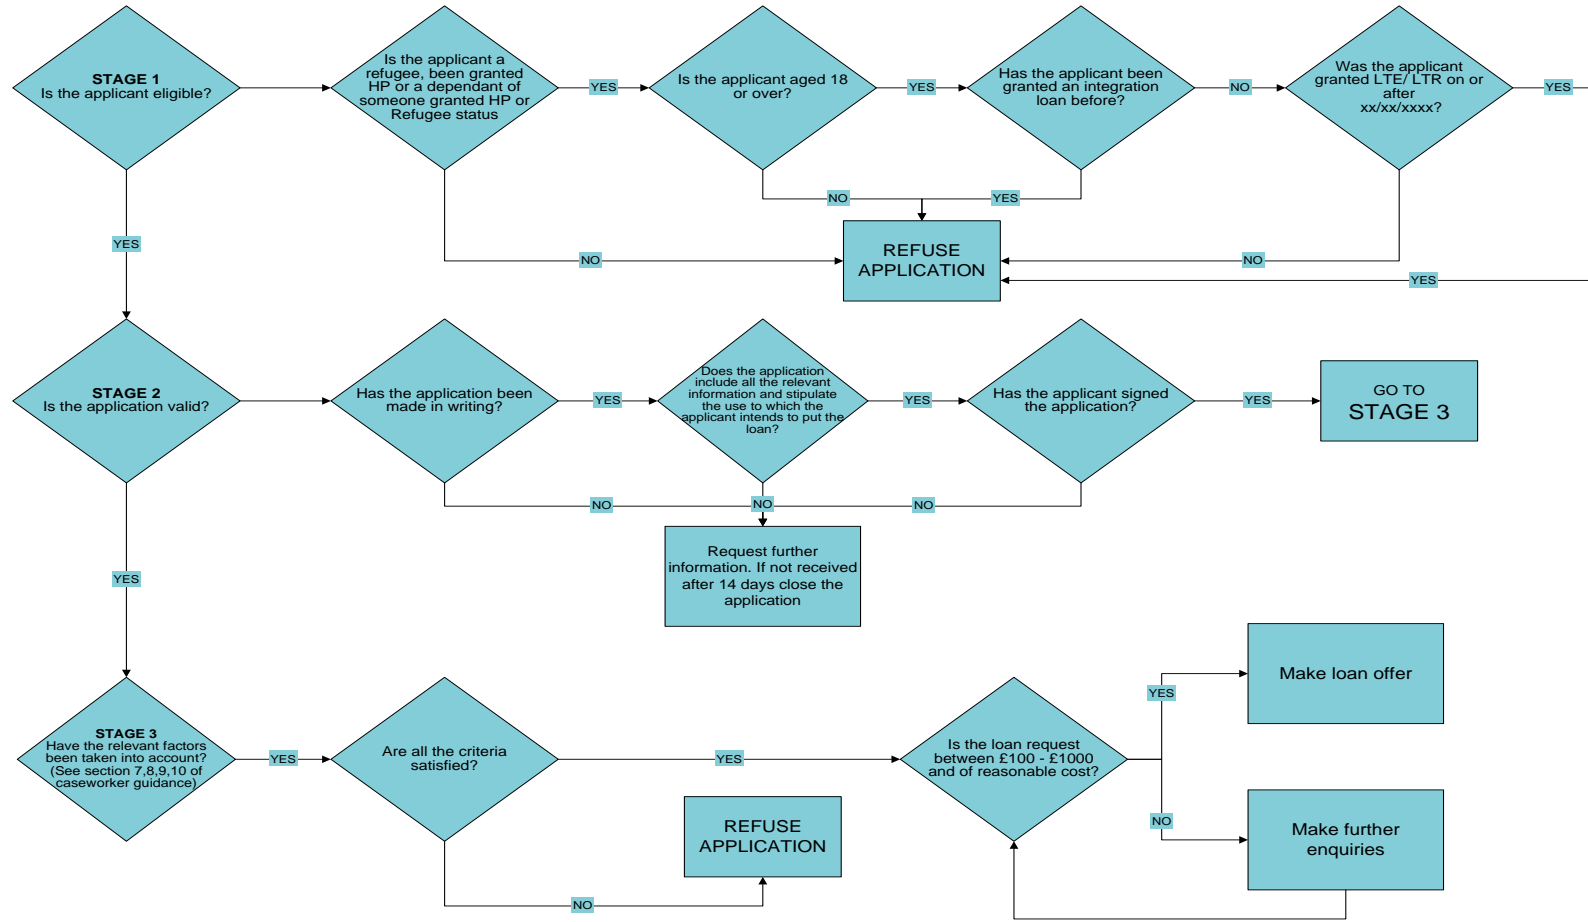 STAGE 1
Is the applicant eligible?
Is the applicant a
refugee, been granted
HP or a dependant of
someone granted HP or
Refugee status
YES
Is the applicant aged 18
or over?
YES
Has the applicant been
granted an integration
loan before?
NO
Was the applicant
granted LTE/ LTR on or
after
xx/xx/xxxx?
YES
NO
YES
YES
REFUSE
APPLICATION
NO
NO
YES
STAGE 2
Is the application valid?
Has the application been
made in writing?
YES
Does the application
include all the relevant
information and stipulate
the use to which the
applicant intends to put the
loan?
YES
Has the applicant signed
the application?
YES
GO TO
STAGE 3
NO
NO
NO
Request further
information. If not received
after 14 days close the
application
YES
STAGE 3
Have the relevant factors
been taken into account?
(See section 7,8,9,10 of
caseworker guidance)
YES
Are all the criteria
satisfied?
YES
Is the loan request
between £100 - £1000
and of reasonable cost?
YES
Make loan offer
NO
Make further
enquiries
REFUSE
APPLICATION
NO